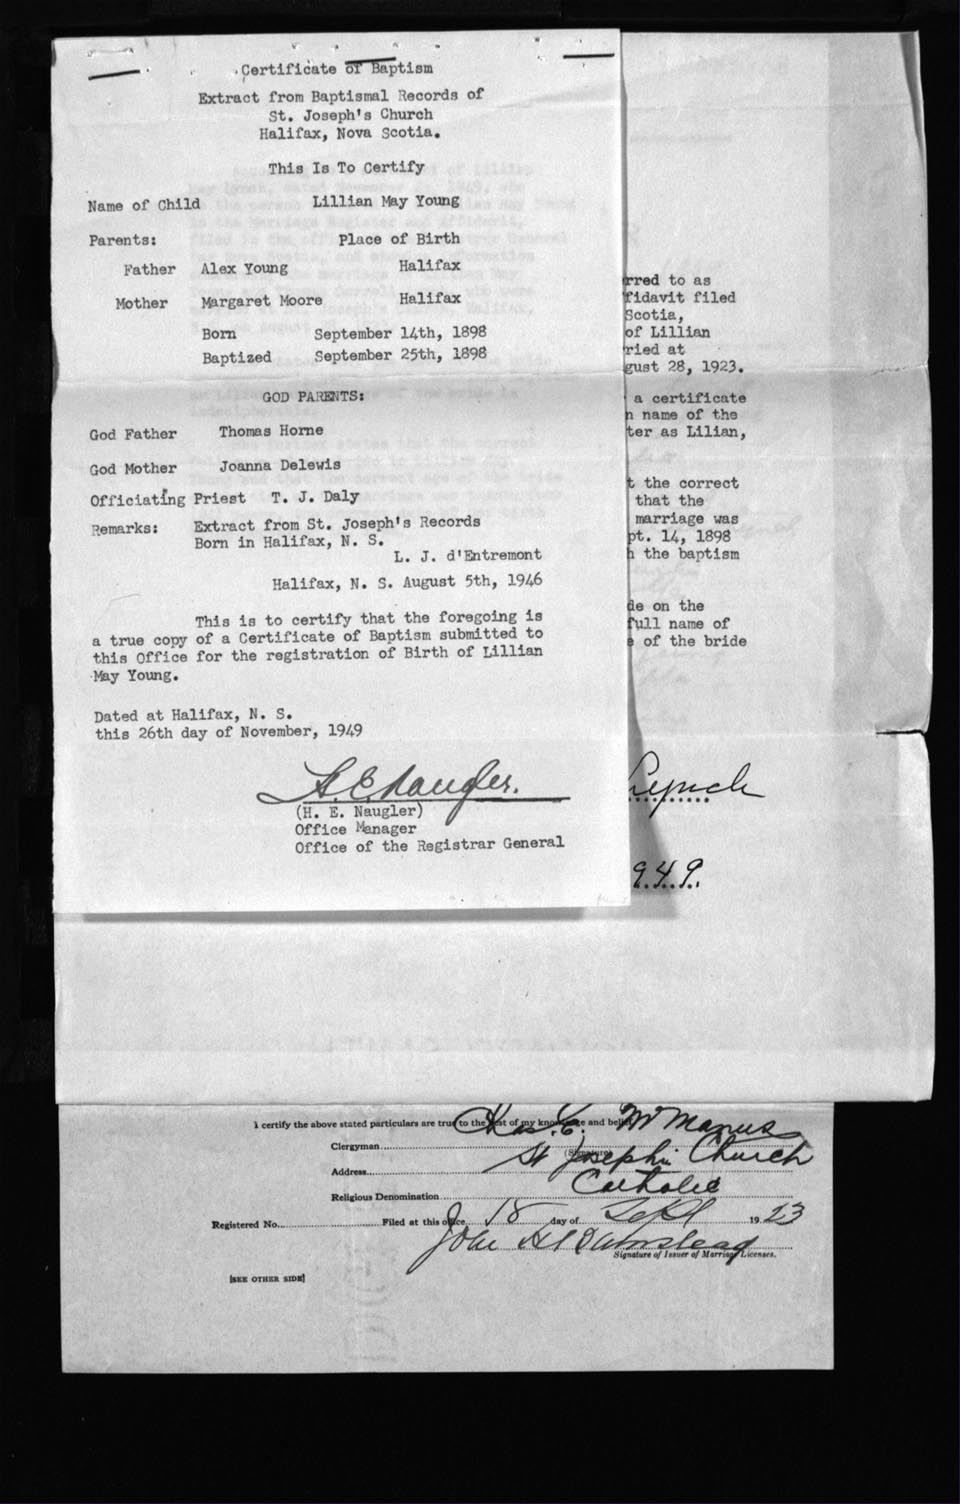 Certificate of Baptism
Extract from Baptismal Records of
St. Joseph's Church
Halifax, Nova Scotia.
This Is To Certify
Name of Child Lillian May Young
Parents: Place of Birth
Father Alex Young Halifax
Mother Margaret Moore Halifax
Born September 14th, 1898
Baptized September 25th, 1898
GOD PARENTS:
God Father Thomas Horne
God Mother Joanna Delewis
Officiating Priest T. J. Daly
Remarks: Extract from St. Joseph's Records
Born in Halifax, N. S.
L. J. d'Entremont
Halifax, N. S. August 5th, 1946
This is to certify that the foregoing is
a true copy of a Certificate of Baptism submitted to
this Office for the registration of Birth of Lillian
May Young.
Dated at Halifax, N. S.
this 26th day of November, 1949
H. E. Naugler.
(H. E. Naugler)
Office Manager
Office of the Registrar General
rred to as
fidavit filed
Scotia,
of Lillian
ried at
gust 28, 1923.
a certificate
n name of the
ter as Lilian,
t the correct
that the
marriage was
pt. 14, 1898
h the baptism
de on the
full name of
e of the bride
Lynch
949.
I certify the above stated particulars are true to the best of my knowledge and belief
Chas. E. McManus
Clergyman
(Signature)
St Joseph's Church
Address
Catholic
Religious Denomination
Registered No. Filed at this office 18 day of Sept 1923
John
Signature of Issuer of Marriage Licenses.
[SEE OTHER SIDE]